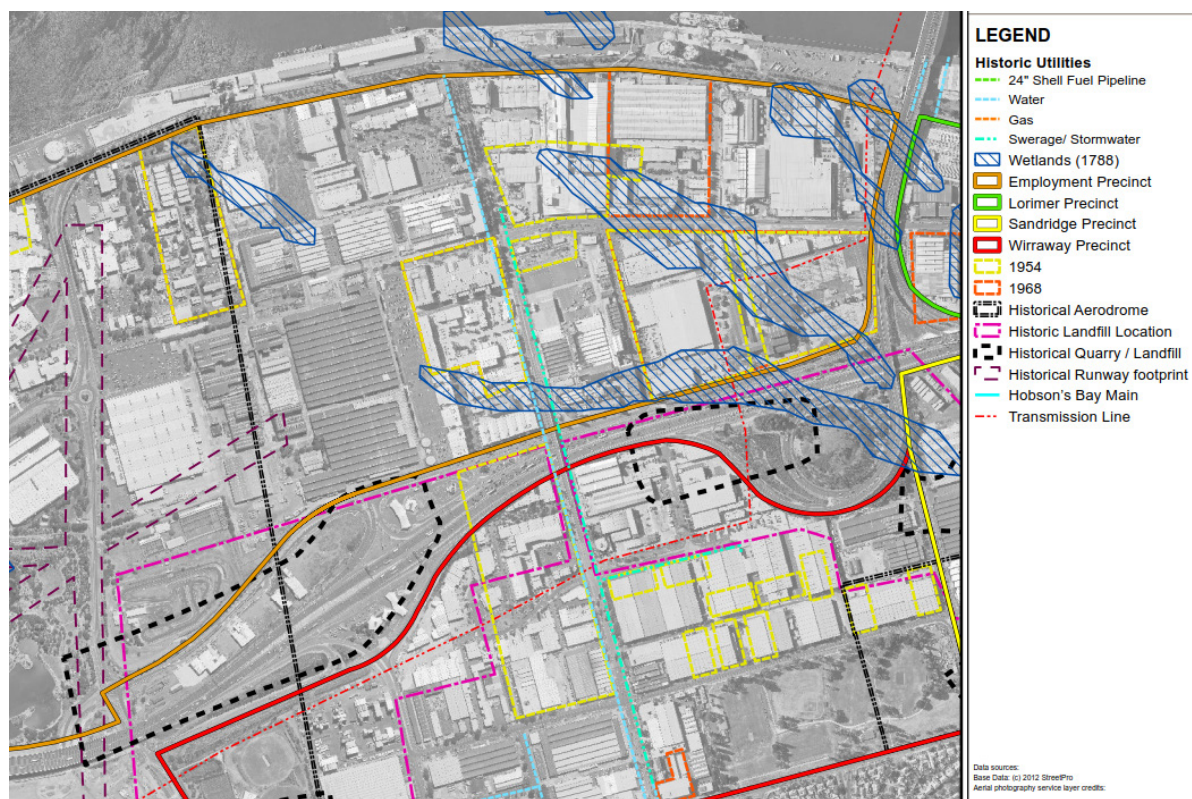 LEGEND
Historic Utilities
24" Shell Fuel Pipeline
Water
Gas
Swerage/ Stormwater
Wetlands (1788)
Employment Precinct
Lorimer Precinct
Sandridge Precinct
Wirraway Precinct
1954
1968
Historical Aerodrome
Historic Landfill Location
Historical Quarry / Landfill
Historical Runway footprint
Hobson's Bay Main
Transmission Line
Data sources:
Base Data: (c) 2012 StreetPro
Aerial photography service layer credits: